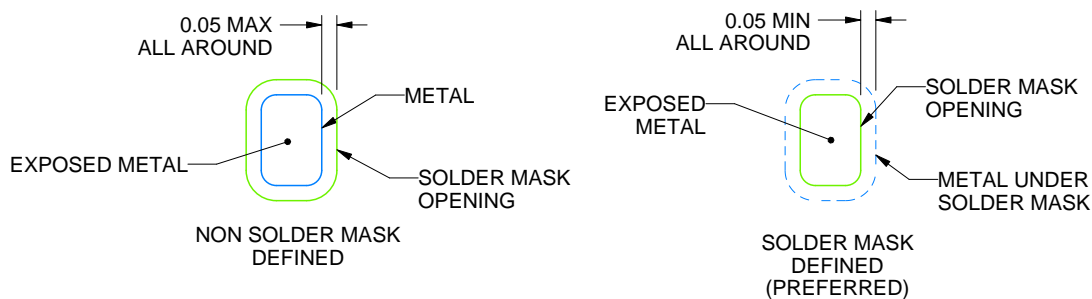 0.05 MAX
ALL AROUND
METAL
EXPOSED METAL
SOLDER MASK
OPENING
NON SOLDER MASK
DEFINED
0.05 MIN
ALL AROUND
SOLDER MASK
OPENING
EXPOSED
METAL
METAL UNDER
SOLDER MASK
SOLDER MASK
DEFINED
(PREFERRED)